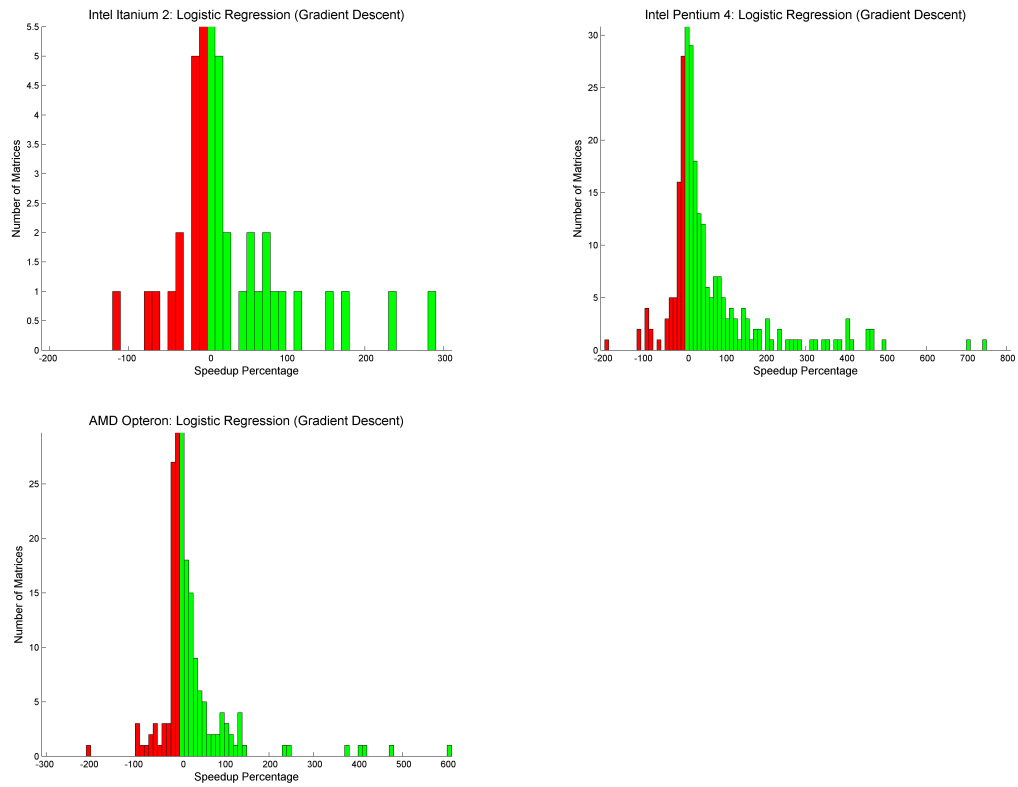 Intel Itanium 2: Logistic Regression (Gradient Descent)
5.5
5
4.5
4
3.5
3
2.5
2
1.5
1
0.5
0
Number of Matrices
-200 -100 0 100 200 300
Speedup Percentage
Intel Pentium 4: Logistic Regression (Gradient Descent)
30
25
20
15
10
5
0
Number of Matrices
-200 -100 0 100 200 300 400 500 600 700 800
Speedup Percentage
AMD Opteron: Logistic Regression (Gradient Descent)
25
20
15
10
5
0
Number of Matrices
-300 -200 -100 0 100 200 300 400 500 600
Speedup Percentage